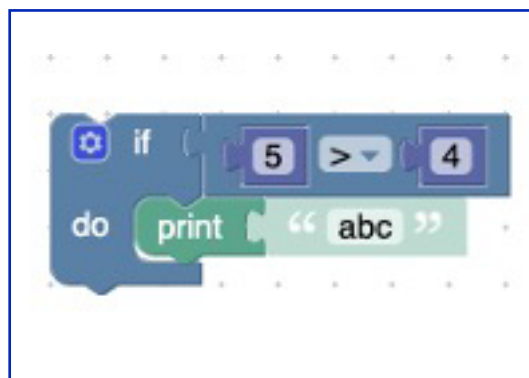 if 5 > 4
do print “ abc ”